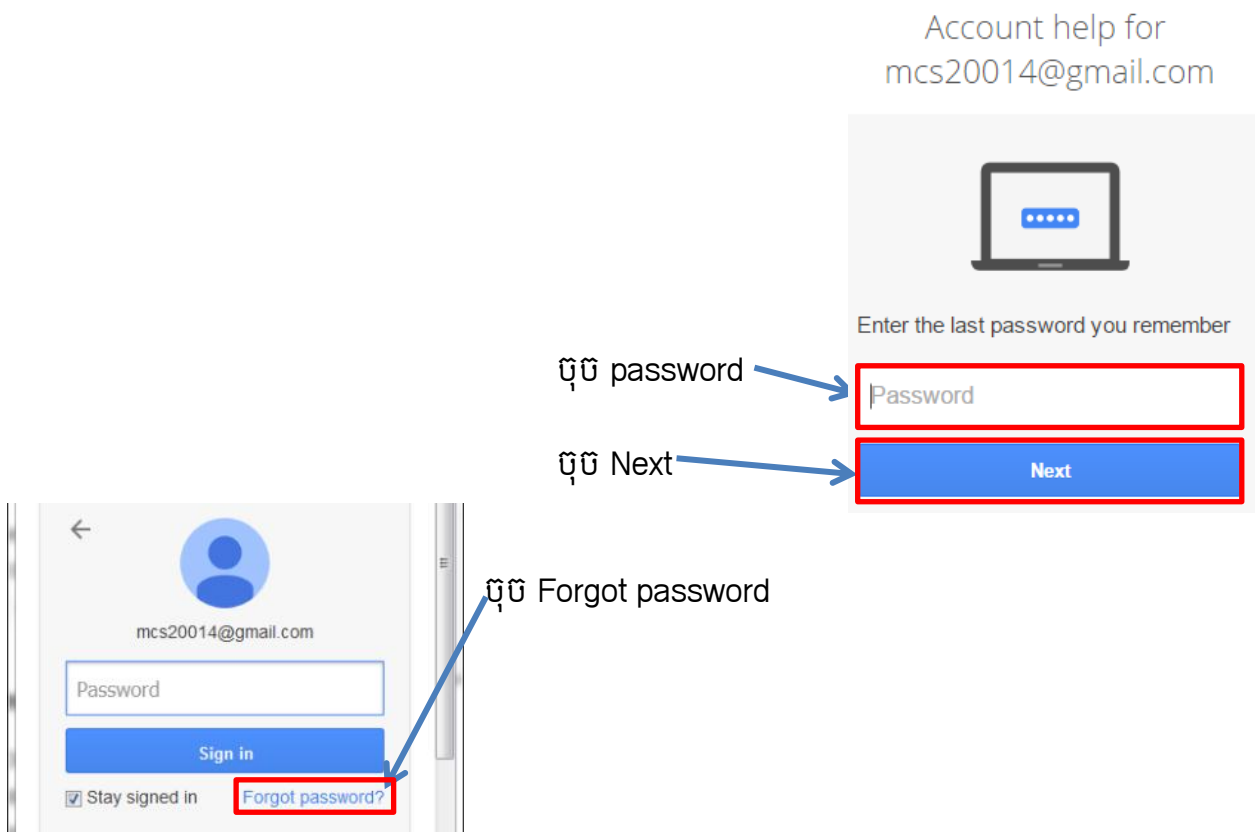 Account help for
mcs20014@gmail.com
Enter the last password you remember
ចុច password
Password
ចុច Next
Next
mcs20014@gmail.com
ចុច Forgot password
Password
Sign in
Stay signed in
Forgot password?